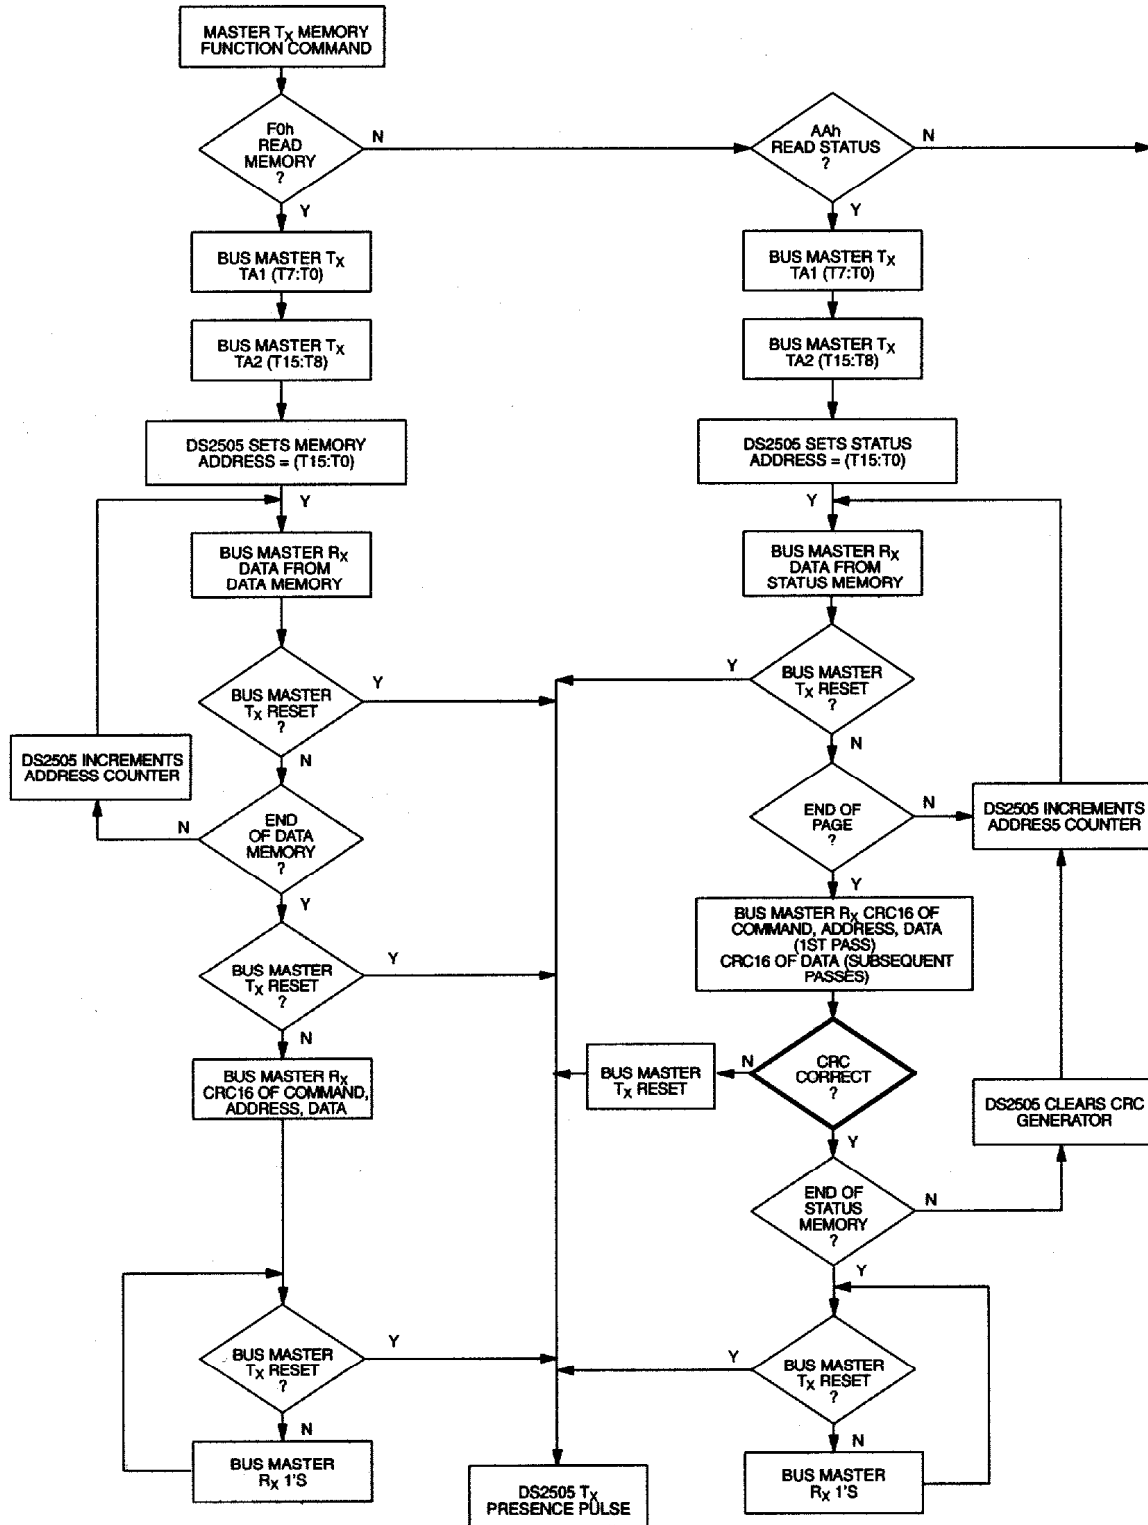 MASTER TX MEMORY
FUNCTION COMMAND
F0h
READ
MEMORY
?
N
Y
AAh
READ STATUS
?
N
Y
BUS MASTER TX
TA1 (T7:T0)
BUS MASTER TX
TA1 (T7:T0)
BUS MASTER TX
TA2 (T15:T8)
BUS MASTER TX
TA2 (T15:T8)
DS2505 SETS MEMORY
ADDRESS = (T15:T0)
DS2505 SETS STATUS
ADDRESS = (T15:T0)
Y
Y
BUS MASTER RX
DATA FROM
DATA MEMORY
BUS MASTER RX
DATA FROM
STATUS MEMORY
BUS MASTER
TX RESET
?
Y
N
BUS MASTER
TX RESET
?
Y
N
DS2505 INCREMENTS
ADDRESS COUNTER
END
OF DATA
MEMORY
?
N
Y
END OF
PAGE
?
N
Y
DS2505 INCREMENTS
ADDRES5 COUNTER
BUS MASTER
TX RESET
?
Y
N
BUS MASTER RX CRC16 OF
COMMAND, ADDRESS, DATA
(1ST PASS)
CRC16 OF DATA (SUBSEQUENT
PASSES)
BUS MASTER RX
CRC16 OF COMMAND,
ADDRESS, DATA
BUS MASTER
TX RESET
N
CRC
CORRECT
?
Y
DS2505 CLEARS CRC
GENERATOR
END OF
STATUS
MEMORY
?
N
Y
BUS MASTER
TX RESET
?
Y
N
BUS MASTER
TX RESET
?
Y
N
BUS MASTER
RX 1'S
DS2505 TX
PRESENCE PULSE
BUS MASTER
RX 1'S